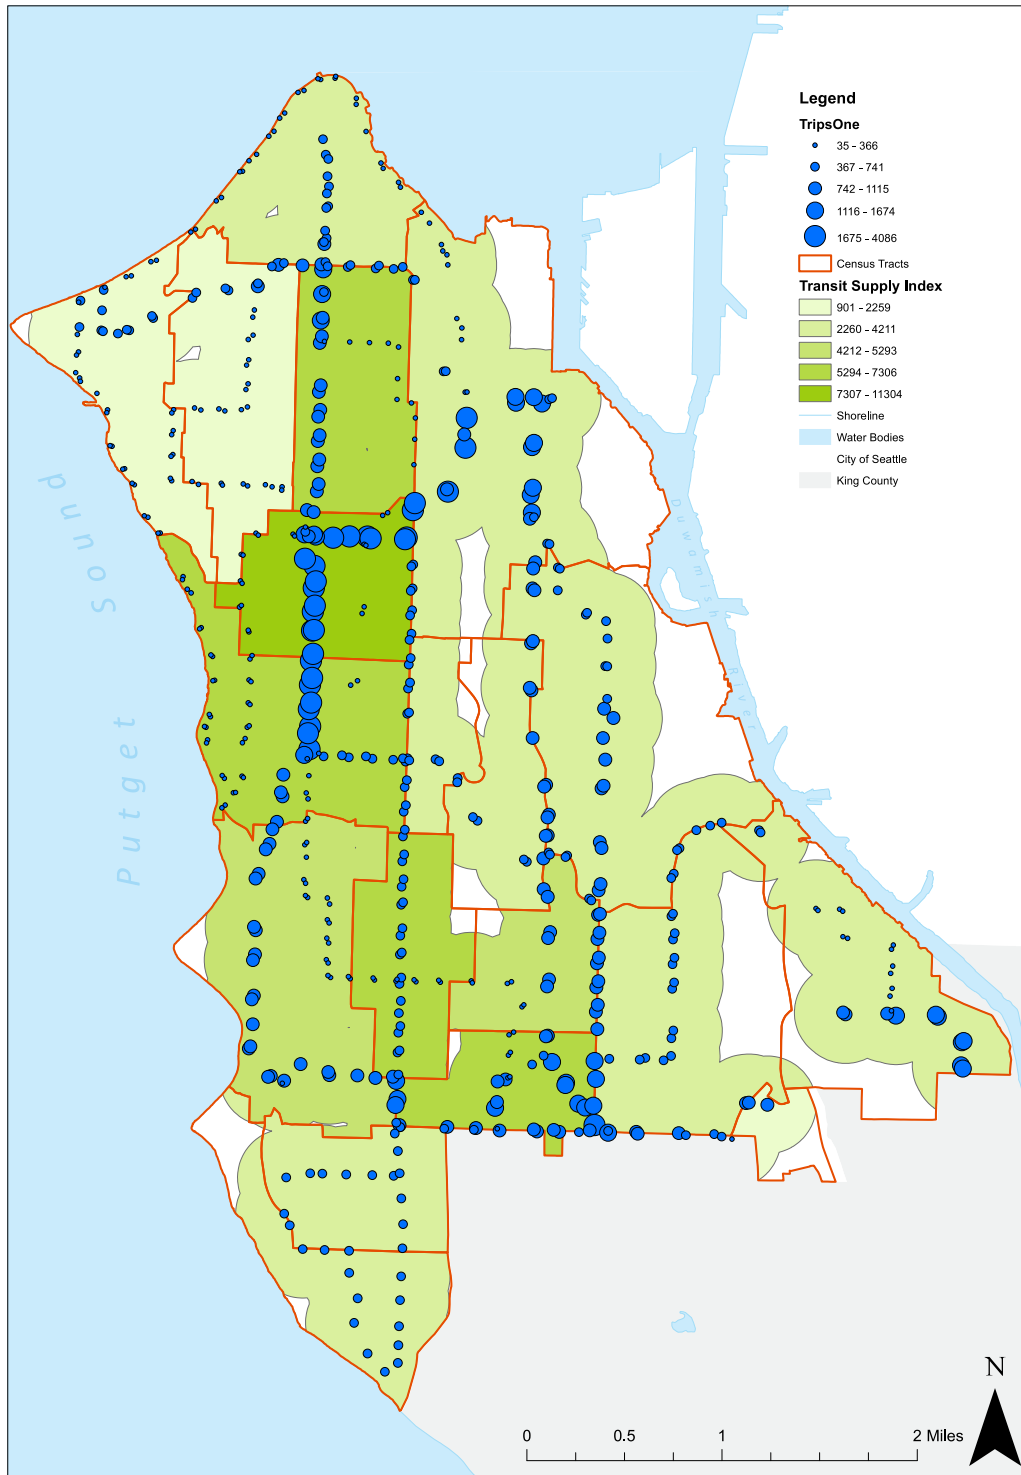 Legend
TripsOne
35 - 366
367 - 741
742 - 1115
1116 - 1674
1675 - 4086
Census Tracts
Transit Supply Index
901 - 2259
2260 - 4211
4212 - 5293
5294 - 7306
7307 - 11304
Shoreline
Water Bodies
City of Seattle
King County
Putget Sound
Duwamish River
N
0 0.5 1 2 Miles